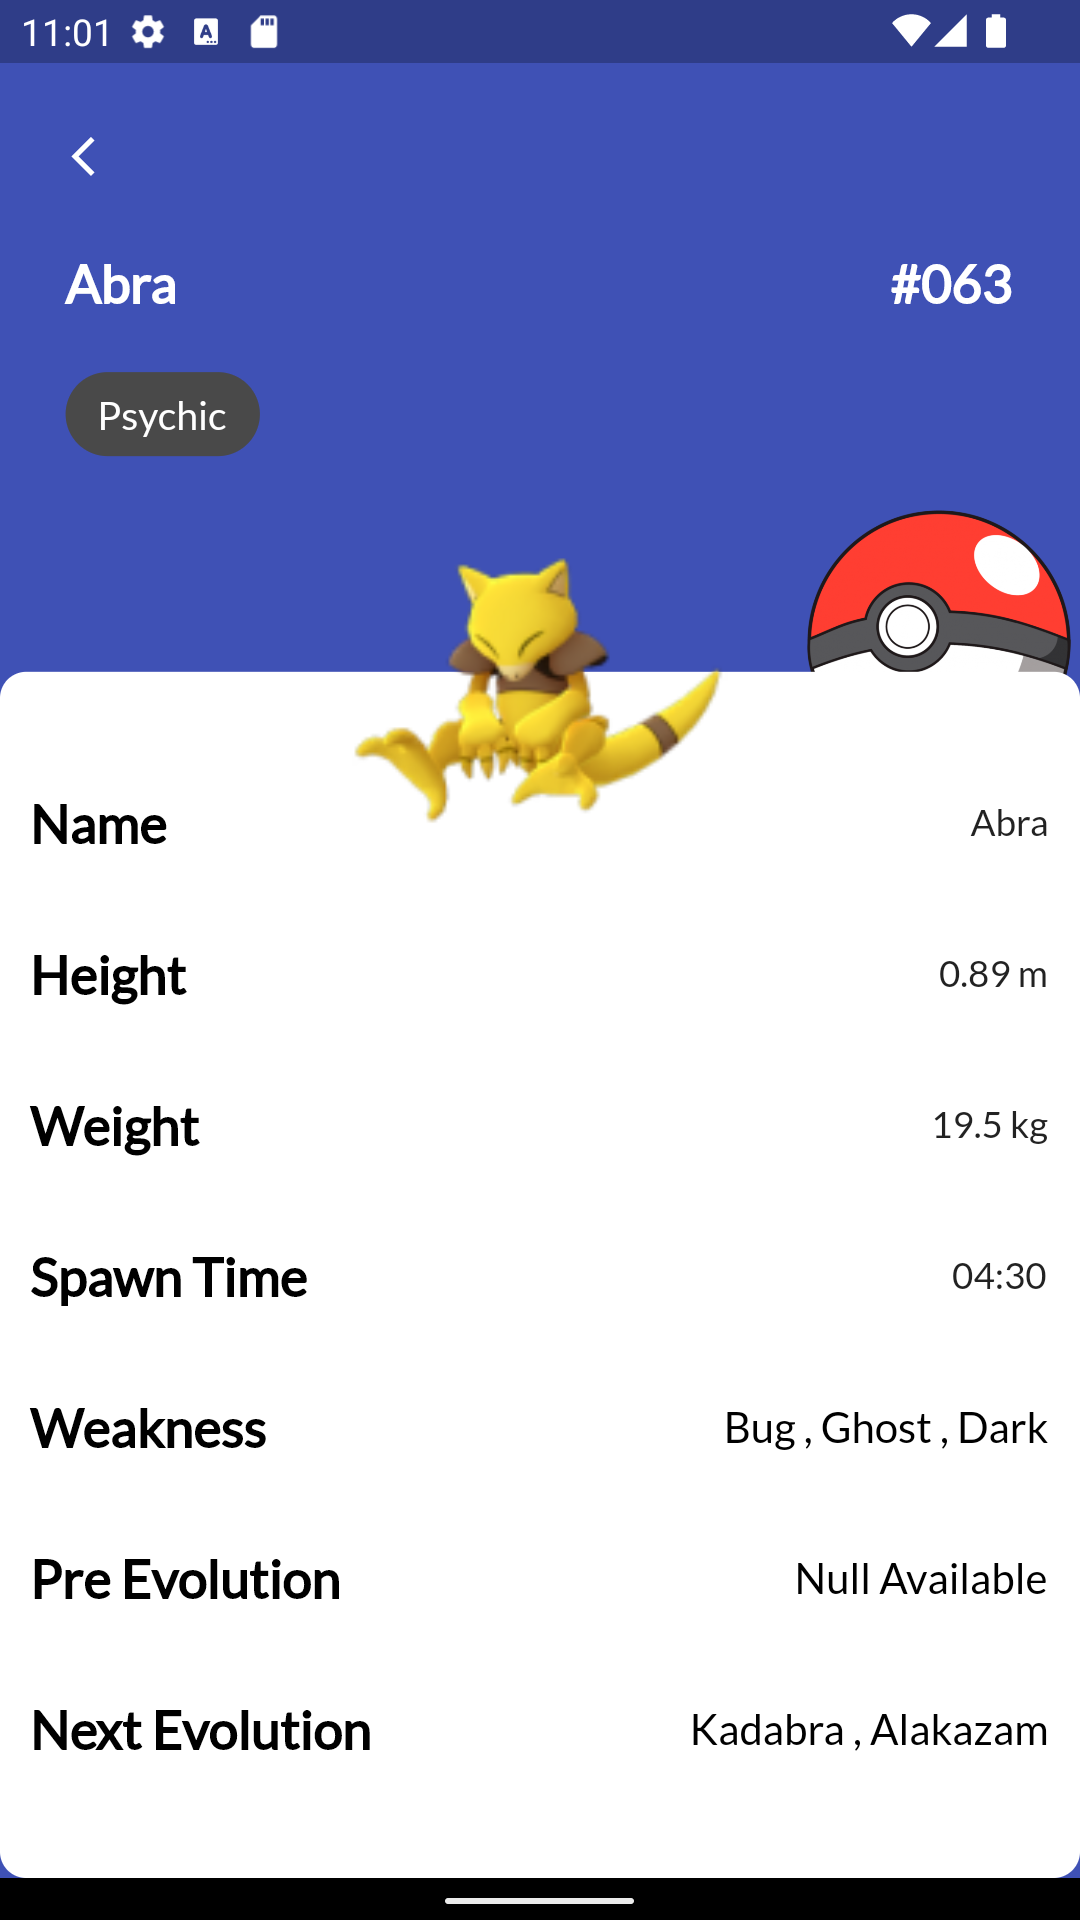 11:01
Abra #063
Psychic
Name Abra
Height 0.89 m
Weight 19.5 kg
Spawn Time 04:30
Weakness Bug , Ghost , Dark
Pre Evolution Null Available
Next Evolution Kadabra , Alakazam